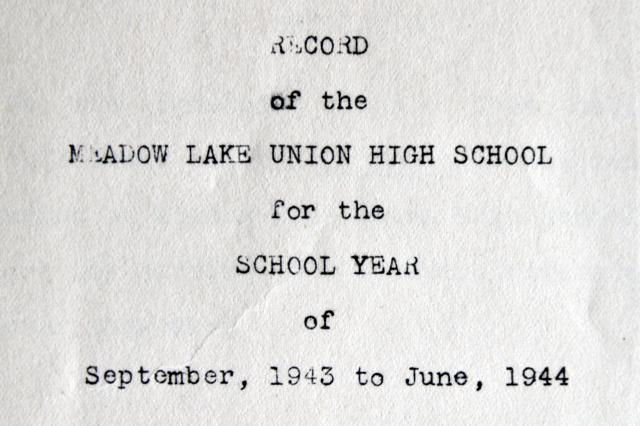 RECORD
of the
MEADOW LAKE UNION HIGH SCHOOL
for the
SCHOOL YEAR
of
September, 1943 to June, 1944